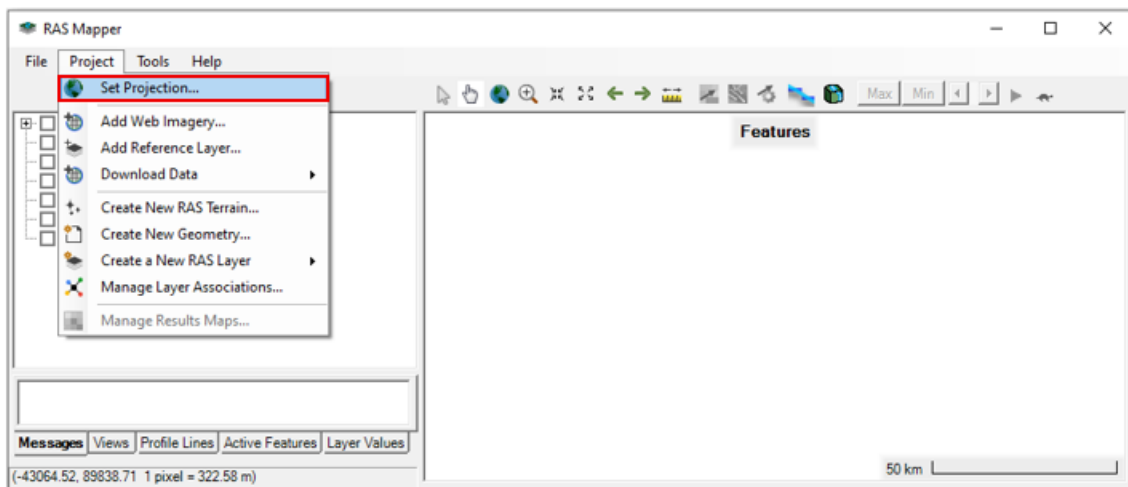 RAS Mapper
File Project Tools Help
Set Projection...
Max Min
Add Web Imagery...
Features
Add Reference Layer...
Download Data
Create New RAS Terrain...
Create New Geometry...
Create a New RAS Layer
Manage Layer Associations...
Manage Results Maps...
Messages Views Profile Lines Active Features Layer Values
(-43064.52, 89838.71 1 pixel = 322.58 m)
50 km